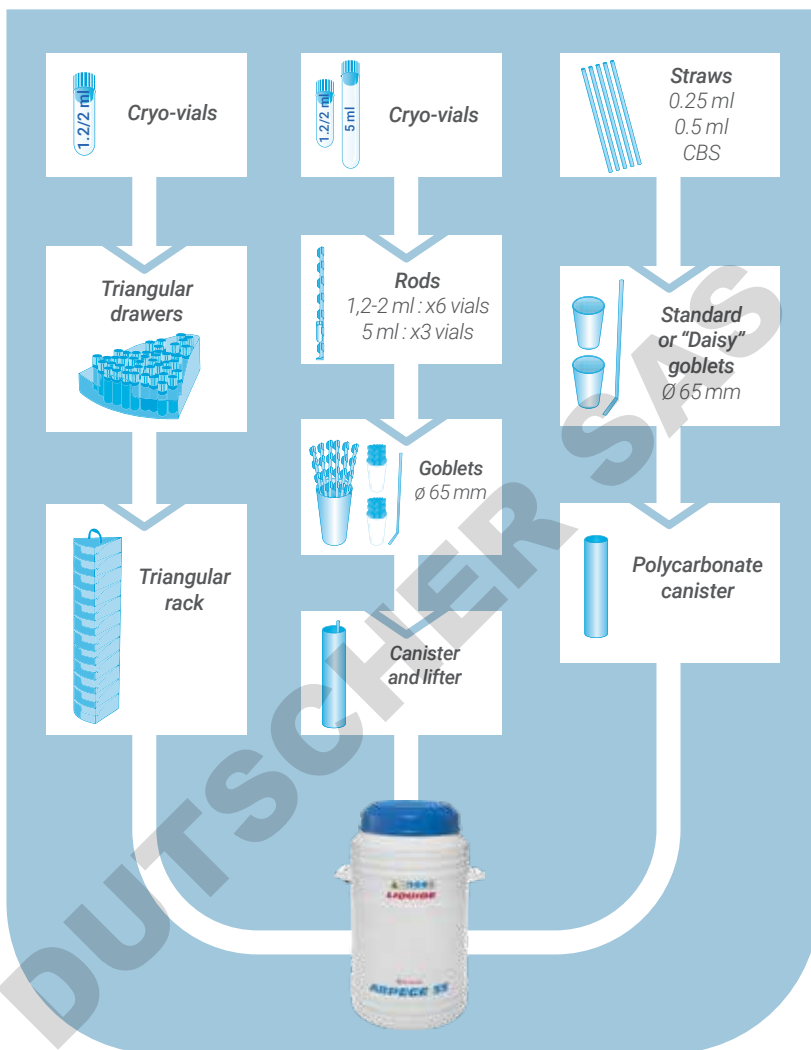 1.2/2 ml
Cryo-vials
Triangular
drawers
Triangular
rack
1.2/2 ml
5 ml
Cryo-vials
Rods
1,2-2 ml : x6 vials
5 ml : x3 vials
Goblets
ø 65 mm
Canister
and lifter
Straws
0.25 ml
0.5 ml
CBS
Standard
or “Daisy”
goblets
Ø 65 mm
Polycarbonate
canister
LIQUIDE
ARPEGE 55
DUTSCHER SAS